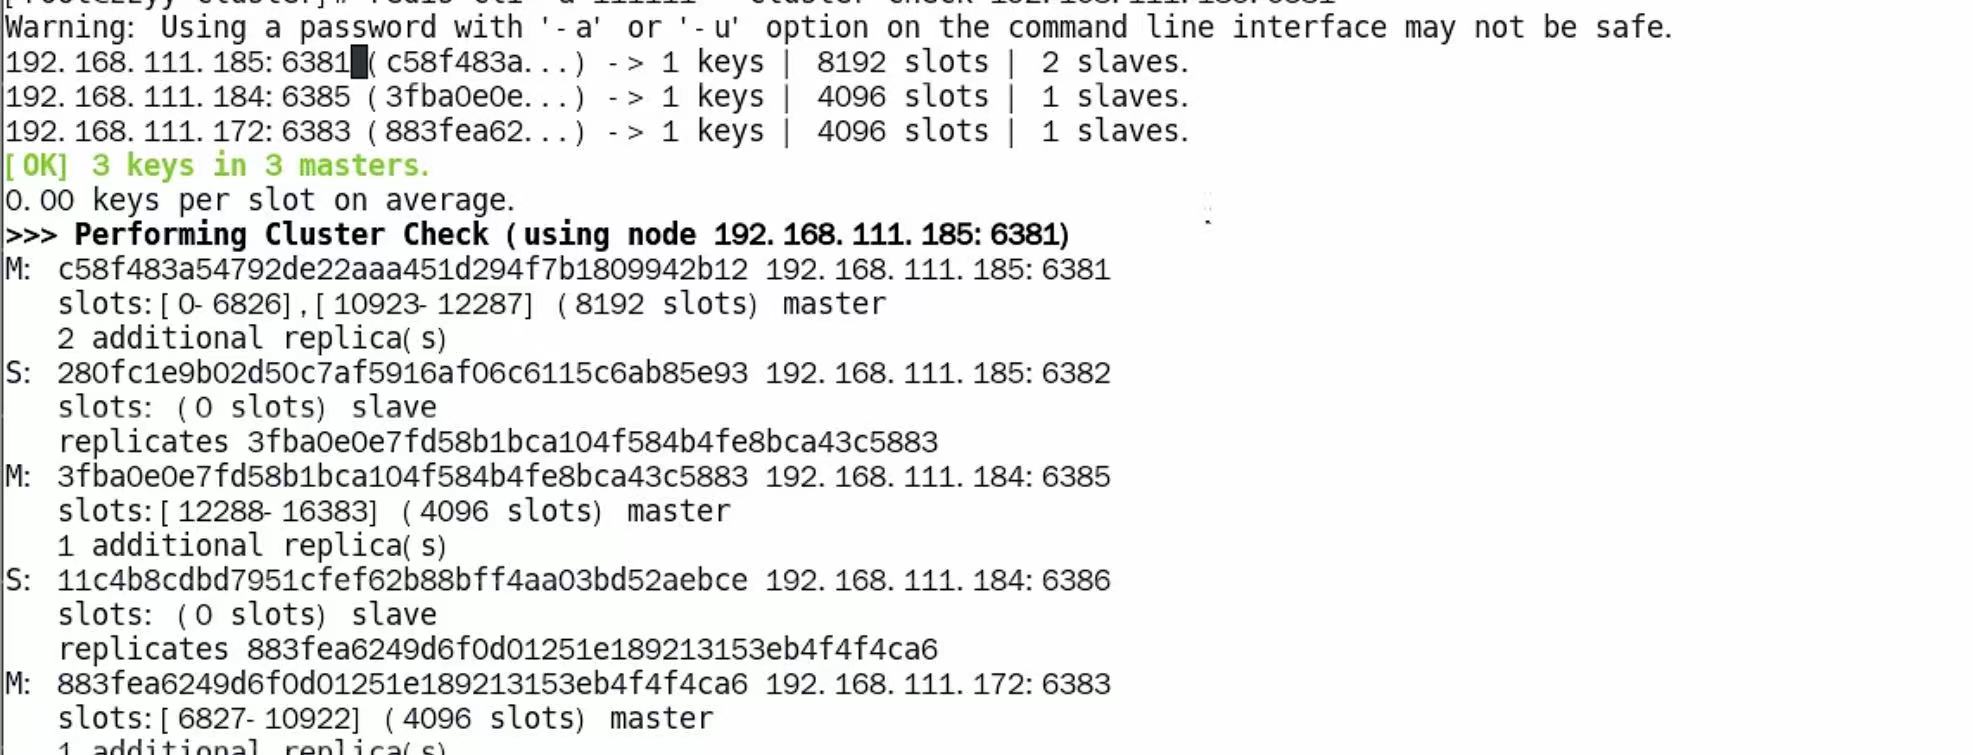 Warning: Using a password with '-a' or '-u' option on the command line interface may not be safe.
192.168.111.185:6381 (c58f483a...) -> 1 keys | 8192 slots | 2 slaves.
192.168.111.184:6385 (3fba0e0e...) -> 1 keys | 4096 slots | 1 slaves.
192.168.111.172:6383 (883fea62...) -> 1 keys | 4096 slots | 1 slaves.
[OK] 3 keys in 3 masters.
0.00 keys per slot on average.
>>> Performing Cluster Check (using node 192.168.111.185:6381)
M: c58f483a54792de22aaa451d294f7b1809942b12 192.168.111.185:6381
slots:[0-6826],[10923-12287] (8192 slots) master
2 additional replica(s)
S: 280fc1e9b02d50c7af5916af06c6115c6ab85e93 192.168.111.185:6382
slots: (0 slots) slave
replicates 3fba0e0e7fd58b1bca104f584b4fe8bca43c5883
M: 3fba0e0e7fd58b1bca104f584b4fe8bca43c5883 192.168.111.184:6385
slots:[12288-16383] (4096 slots) master
1 additional replica(s)
S: 11c4b8cdbd7951cfef62b88bff4aa03bd52aebce 192.168.111.184:6386
slots: (0 slots) slave
replicates 883fea6249d6f0d01251e189213153eb4f4f4ca6
M: 883fea6249d6f0d01251e189213153eb4f4f4ca6 192.168.111.172:6383
slots:[6827-10922] (4096 slots) master
1 additional replica(s)